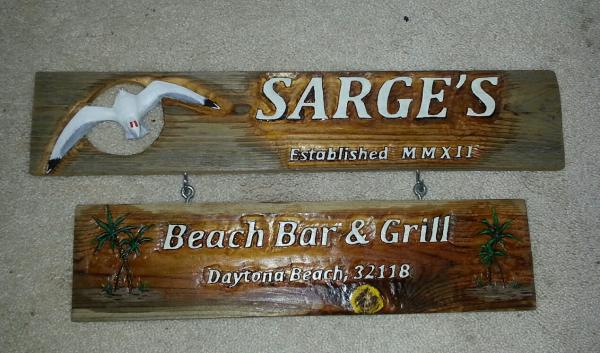 SARGE'S
Established MMXII
Beach Bar & Grill
Daytona Beach, 32118